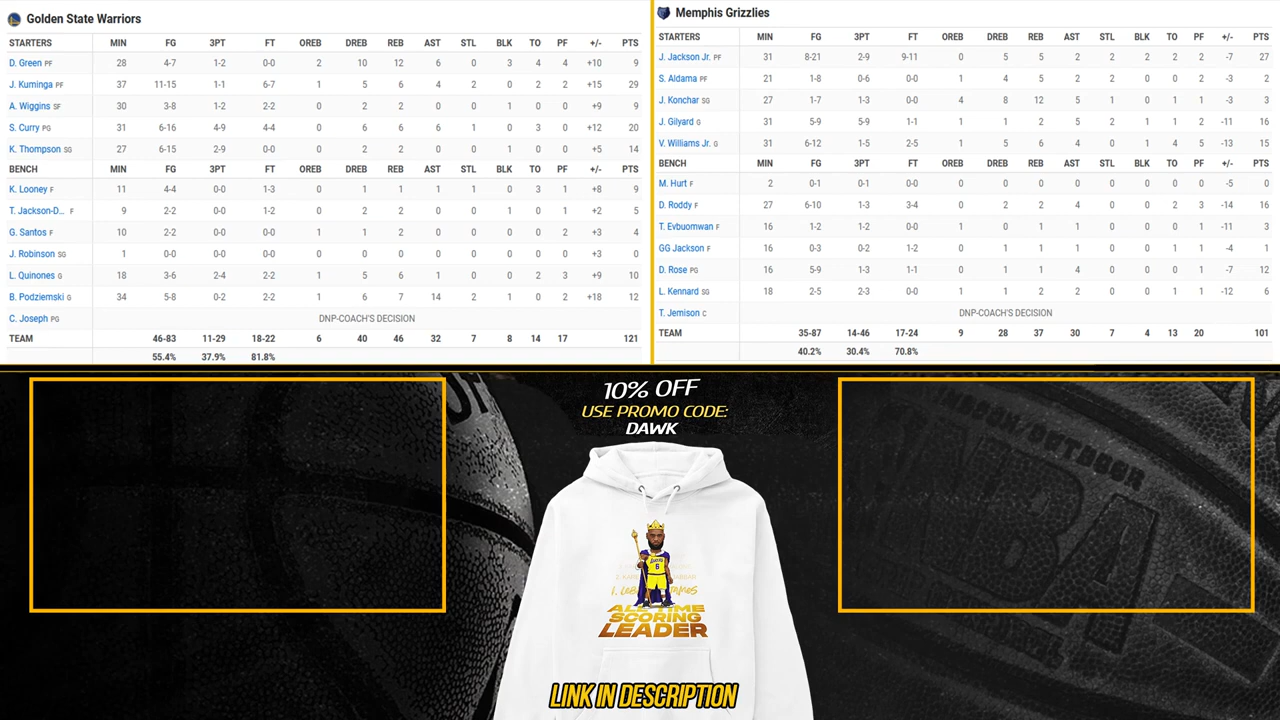 Golden State Warriors
STARTERS MIN FG 3PT FT OREB DREB REB AST STL BLK TO PF +/- PTS
D. Green PF 28 4-7 1-2 0-0 2 10 12 6 0 3 4 4 +10 9
J. Kuminga PF 37 11-15 1-1 6-7 1 5 6 4 2 0 2 2 +15 29
A. Wiggins SF 30 3-8 1-2 2-2 0 2 2 0 0 1 0 0 +9 9
S. Curry PG 31 6-16 4-9 4-4 0 6 6 6 1 0 3 0 +12 20
K. Thompson SG 27 6-15 2-9 0-0 0 2 2 0 0 1 0 3 +5 14
BENCH MIN FG 3PT FT OREB DREB REB AST STL BLK TO PF +/- PTS
K. Looney F 11 4-4 0-0 1-3 0 1 1 1 1 0 3 1 +8 9
T. Jackson-D... F 9 2-2 0-0 1-2 0 2 2 0 0 1 0 1 +2 5
G. Santos F 10 2-2 0-0 0-0 1 1 2 0 0 0 0 0 +3 4
J. Robinson SG 1 0-0 0-0 0-0 0 0 0 0 0 0 0 0 +3 0
L. Quinones G 18 3-6 2-4 2-2 1 5 6 1 0 0 2 3 +9 10
B. Podziemski G 34 5-8 0-2 2-2 1 6 7 14 2 1 0 2 +18 12
C. Joseph PG DNP-COACH'S DECISION
TEAM 46-83 11-29 18-22 6 40 46 32 7 8 14 17 121
55.4% 37.9% 81.8%
Memphis Grizzlies
STARTERS MIN FG 3PT FT OREB DREB REB AST STL BLK TO PF +/- PTS
J. Jackson Jr. PF 31 8-21 2-9 9-11 0 5 5 2 2 2 2 2 -7 27
S. Aldama PF 21 1-8 0-6 0-0 1 4 5 2 2 0 0 2 -3 2
J. Konchar SG 27 1-7 1-3 0-0 4 8 12 5 1 0 1 1 -3 3
J. Gilyard G 31 5-9 5-9 1-1 1 1 2 5 2 1 1 2 -11 16
V. Williams Jr. G 31 6-12 1-5 2-5 1 5 6 4 0 1 4 5 -13 15
BENCH MIN FG 3PT FT OREB DREB REB AST STL BLK TO PF +/- PTS
M. Hurt F 2 0-1 0-1 0-0 0 0 0 0 0 0 0 0 -5 0
D. Roddy F 27 6-10 1-3 3-4 0 2 2 4 0 0 2 3 -14 16
T. Evbuomwan F 16 1-2 1-2 0-0 1 0 1 1 0 0 1 1 -11 3
GG Jackson F 16 0-3 0-2 1-2 0 1 1 1 0 0 0 1 -4 1
D. Rose PG 16 5-9 1-3 1-1 0 1 1 4 0 0 1 1 -7 12
L. Kennard SG 18 2-5 2-3 0-0 1 1 2 2 0 0 1 1 -12 6
T. Jemison C DNP-COACH'S DECISION
TEAM 35-87 14-46 17-24 9 28 37 30 7 4 13 20 101
40.2% 30.4% 70.8%
10% OFF
USE PROMO CODE:
DAWK
ALL TIME
SCORING
LEADER
LINK IN DESCRIPTION